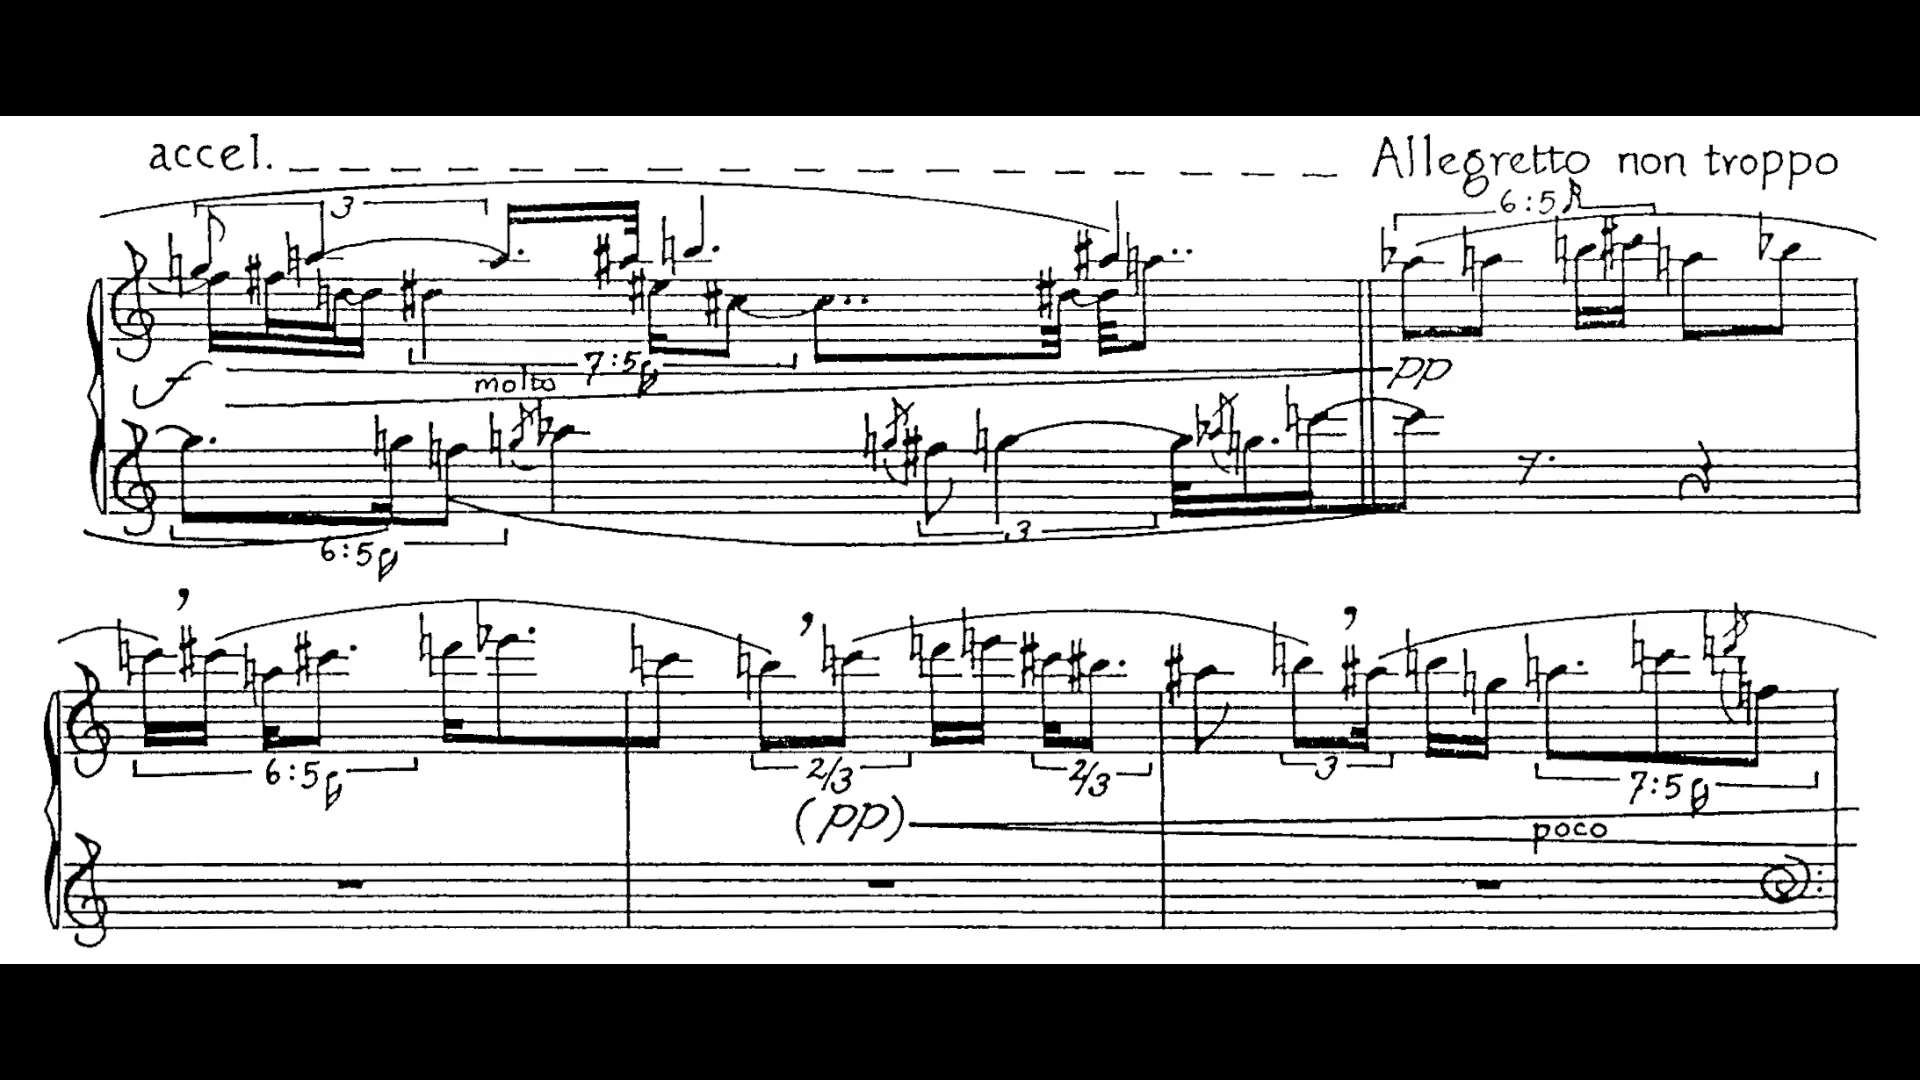 accel. Allegretto non troppo
3 6:5
f molto 7:5 pp
6:5 3
6:5 2/3 2/3 3 7:5
(pp) poco